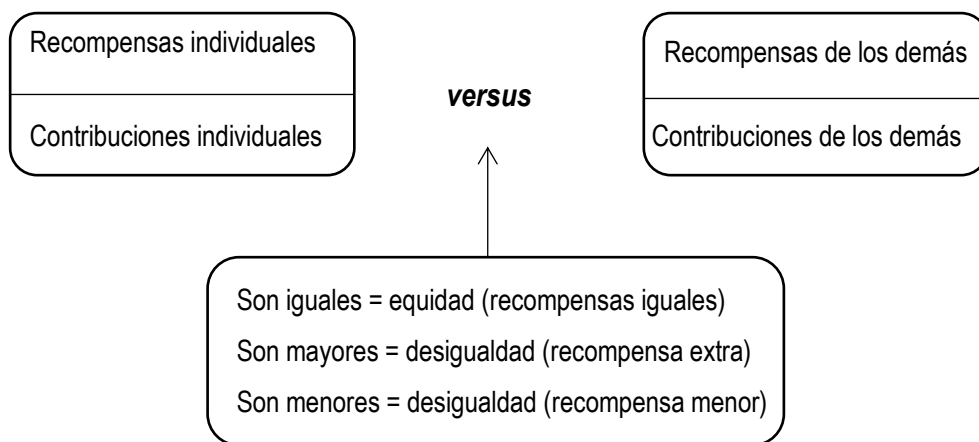 Recompensas individuales
Contribuciones individuales
versus
Recompensas de los demás
Contribuciones de los demás
Son iguales = equidad (recompensas iguales)
Son mayores = desigualdad (recompensa extra)
Son menores = desigualdad (recompensa menor)